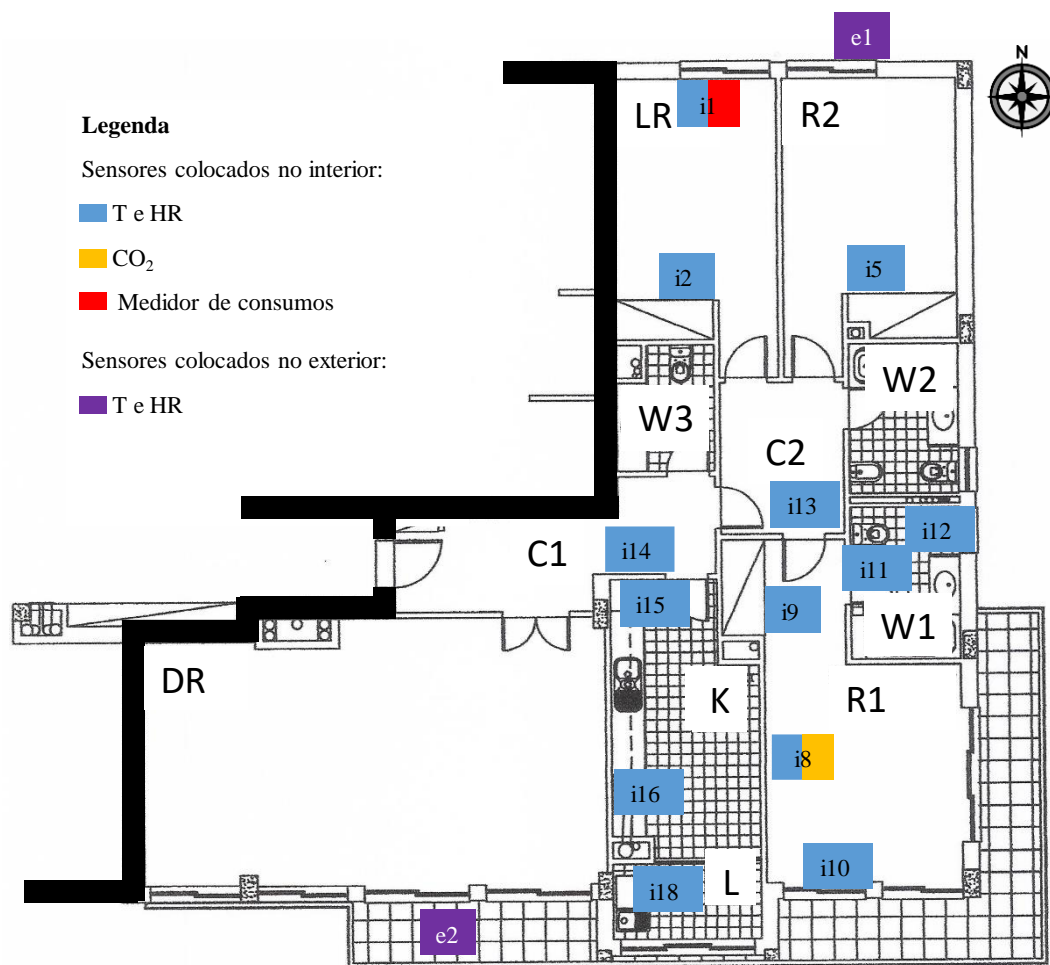 e1
N
i1
LR
R2
Legenda
Sensores colocados no interior:
T e HR
CO₂
Medidor de consumos
Sensores colocados no exterior:
T e HR
i2
i5
W3
W2
C2
i13
i12
C1
i14
i11
i15
i9
W1
DR
K
R1
i8
i16
i10
L
i18
e2